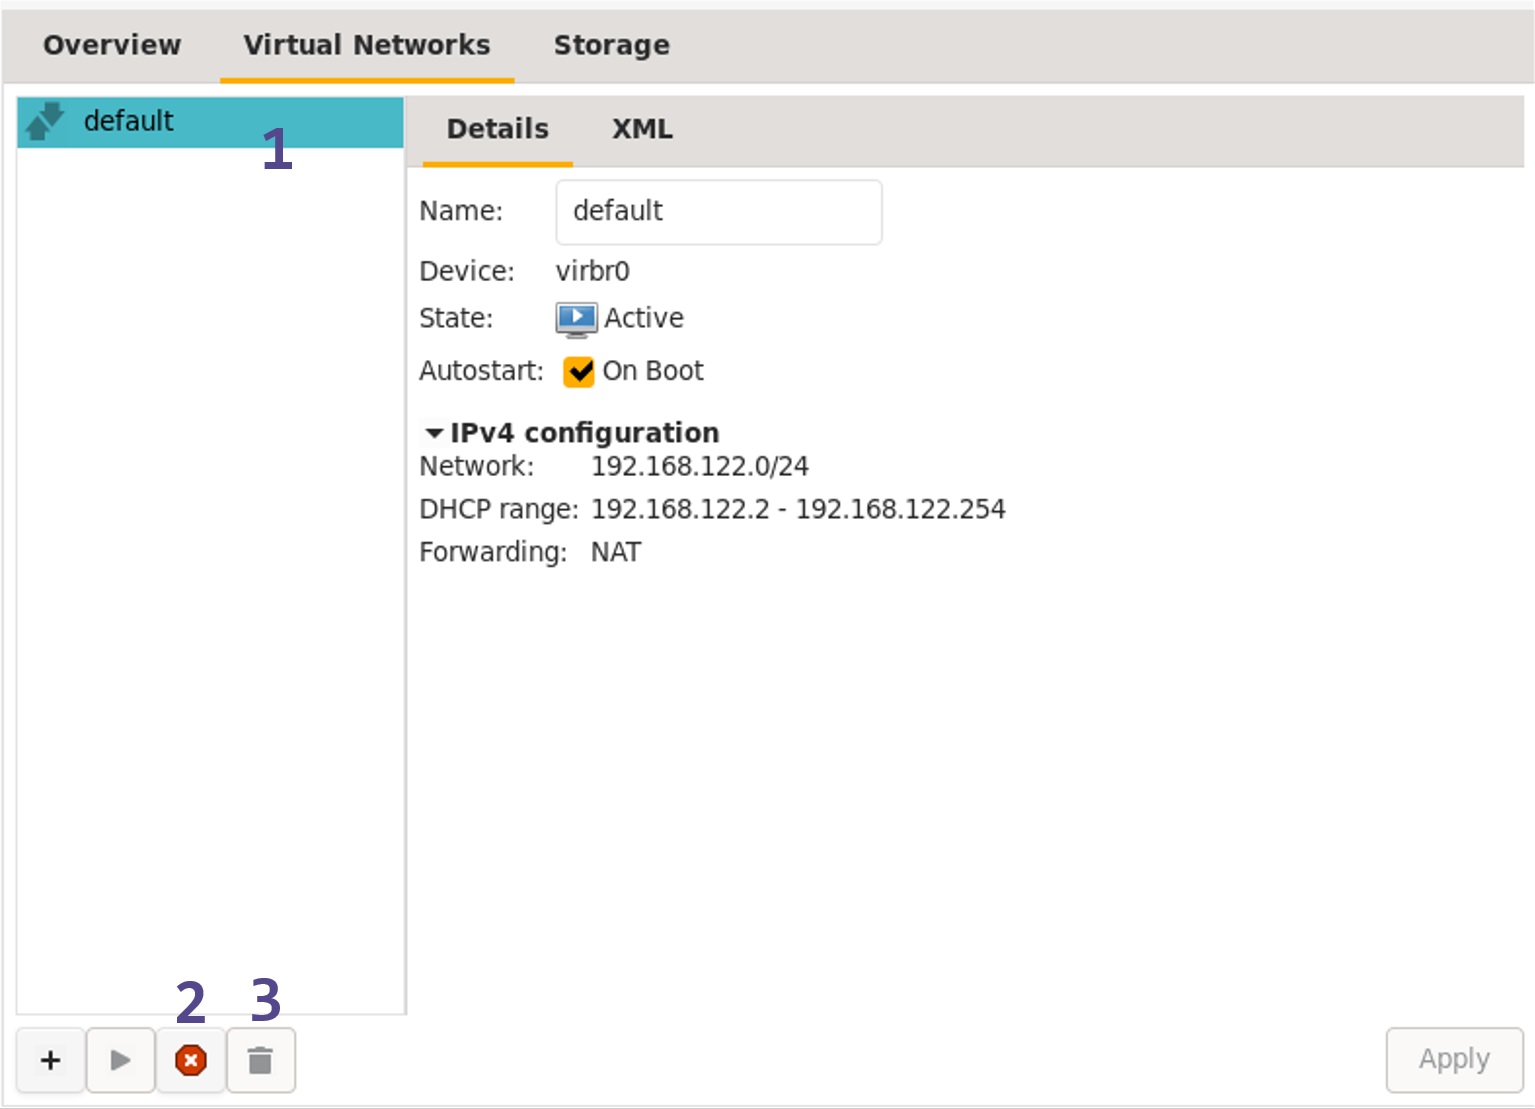 Overview Virtual Networks Storage
default
1
Details XML
Name: default
Device: virbr0
State: Active
Autostart: On Boot
IPv4 configuration
Network: 192.168.122.0/24
DHCP range: 192.168.122.2 - 192.168.122.254
Forwarding: NAT
2 3
Apply